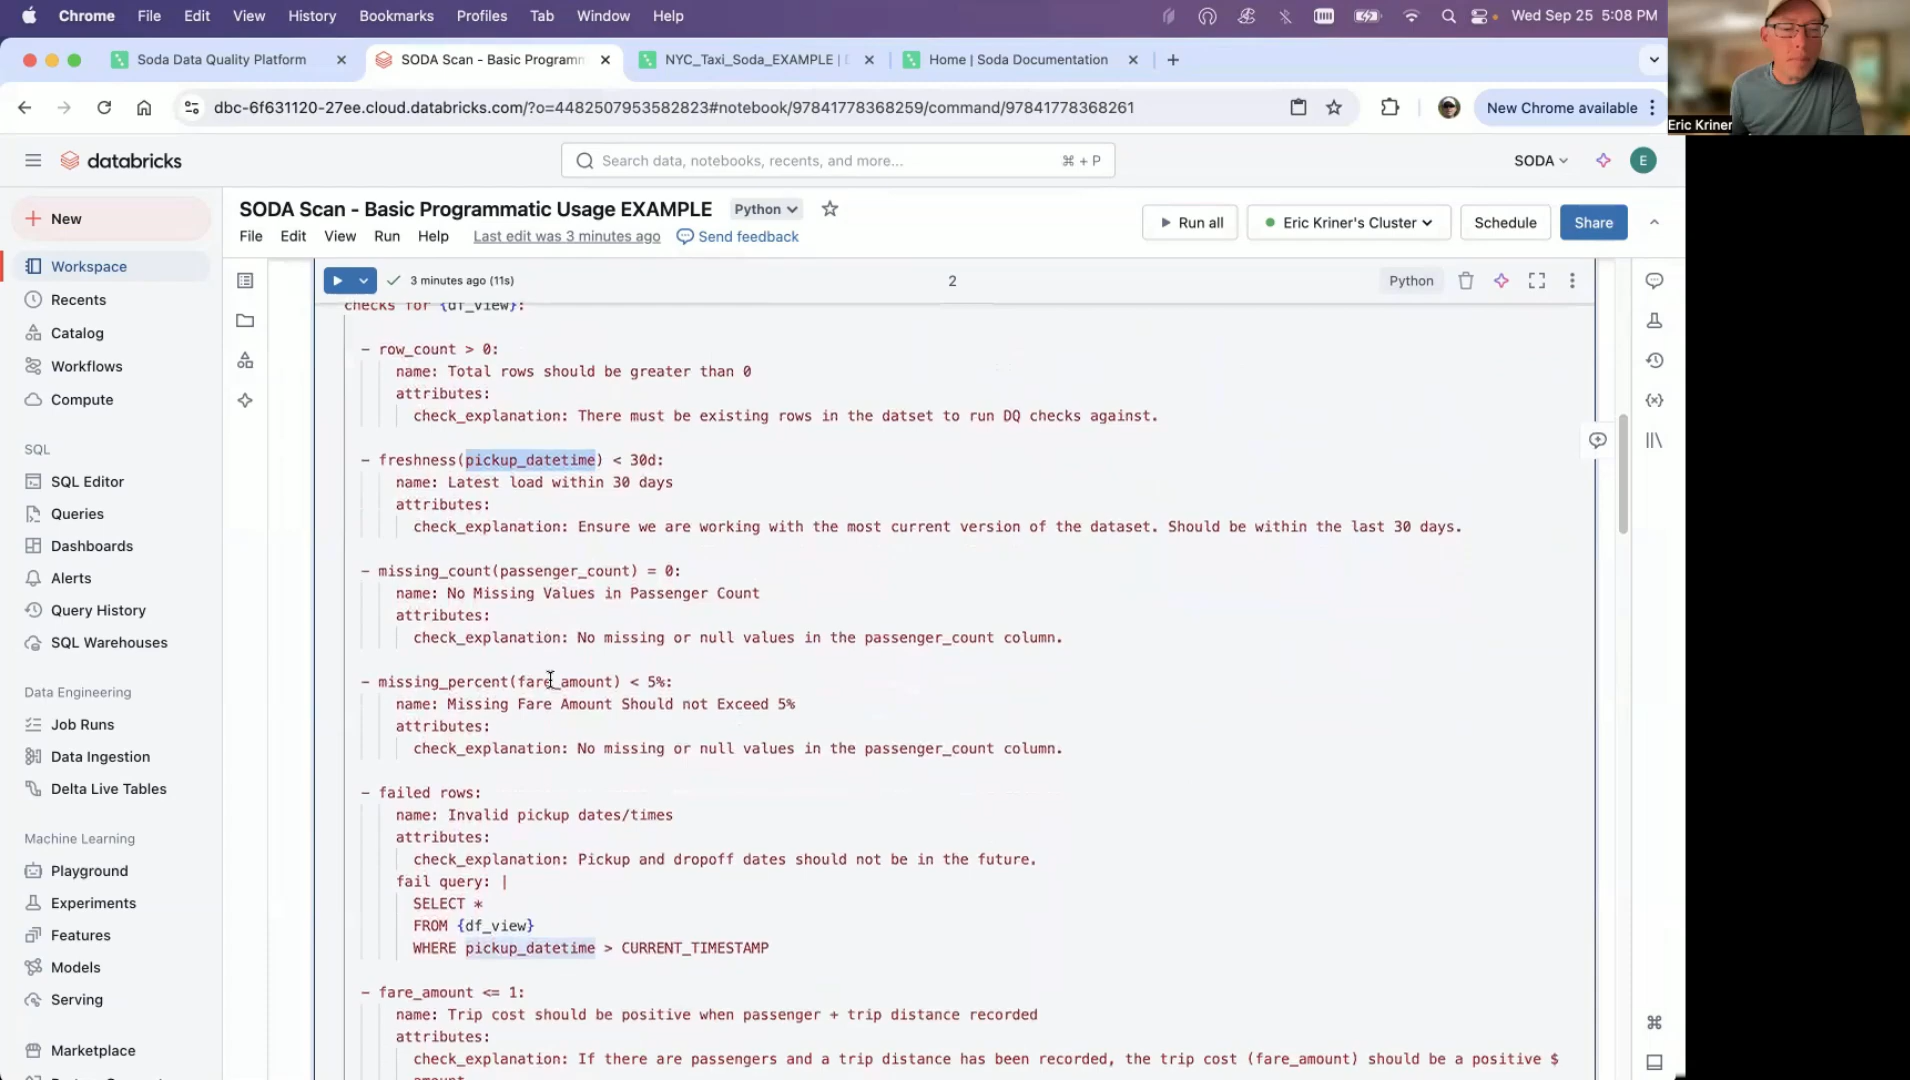 Chrome File Edit View History Bookmarks Profiles Tab Window Help Wed Sep 25 5:08 PM
Soda Data Quality Platform SODA Scan - Basic Programm NYC_Taxi_Soda_EXAMPLE | Home | Soda Documentation
dbc-6f631120-27ee.cloud.databricks.com/?o=4482507953582823#notebook/97841778368259/command/97841778368261 New Chrome available
Eric Kriner
databricks Search data, notebooks, recents, and more... ⌘ + P SODA E
New
Workspace
Recents
Catalog
Workflows
Compute
SQL
SQL Editor
Queries
Dashboards
Alerts
Query History
SQL Warehouses
Data Engineering
Job Runs
Data Ingestion
Delta Live Tables
Machine Learning
Playground
Experiments
Features
Models
Serving
Marketplace
SODA Scan - Basic Programmatic Usage EXAMPLE Python
File Edit View Run Help Last edit was 3 minutes ago Send feedback
Run all Eric Kriner's Cluster Schedule Share
3 minutes ago (11s) 2 Python
checks for {df_view}:
- row_count > 0:
name: Total rows should be greater than 0
attributes:
check_explanation: There must be existing rows in the datset to run DQ checks against.
- freshness(pickup_datetime) < 30d:
name: Latest load within 30 days
attributes:
check_explanation: Ensure we are working with the most current version of the dataset. Should be within the last 30 days.
- missing_count(passenger_count) = 0:
name: No Missing Values in Passenger Count
attributes:
check_explanation: No missing or null values in the passenger_count column.
- missing_percent(fare_amount) < 5%:
name: Missing Fare Amount Should not Exceed 5%
attributes:
check_explanation: No missing or null values in the passenger_count column.
- failed rows:
name: Invalid pickup dates/times
attributes:
check_explanation: Pickup and dropoff dates should not be in the future.
fail query: |
SELECT *
FROM {df_view}
WHERE pickup_datetime > CURRENT_TIMESTAMP
- fare_amount <= 1:
name: Trip cost should be positive when passenger + trip distance recorded
attributes:
check_explanation: If there are passengers and a trip distance has been recorded, the trip cost (fare_amount) should be a positive $